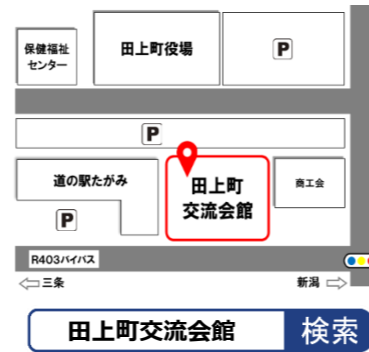 保健福祉
センター
田上町役場
P
P
道の駅たがみ
P
田上町
交流会館
商工会
R403バイパス
三条
新潟
田上町交流会館
検索